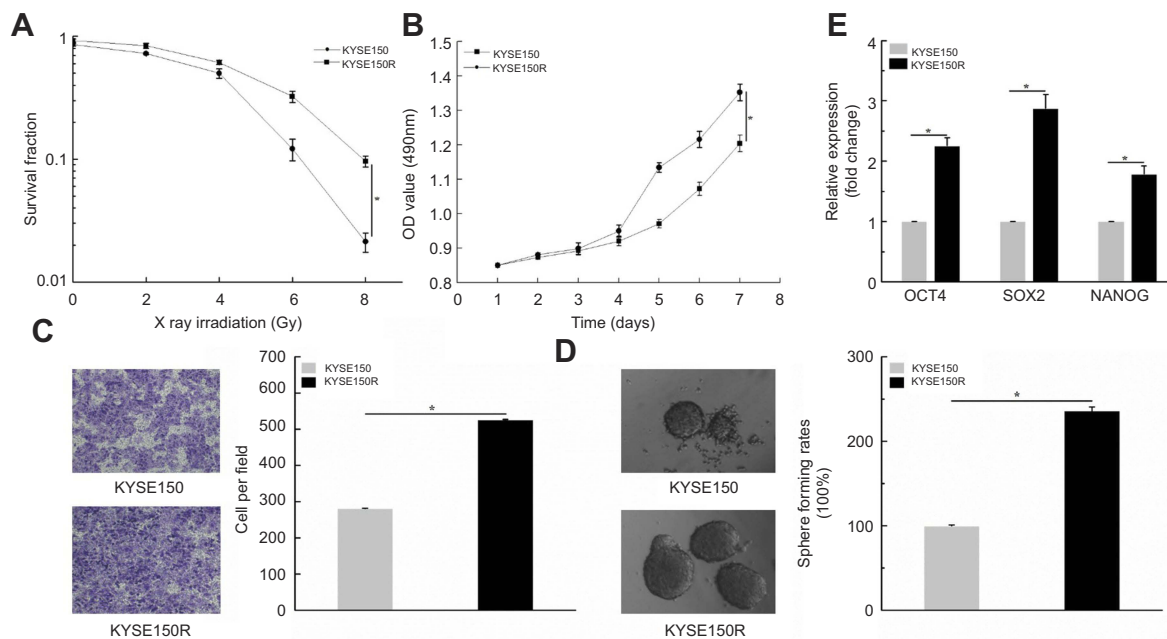 A
1
0.1
0.01
Survival fraction
0
2
4
6
8
X ray irradiation (Gy)
KYSE150
KYSE150R
*
B
1.5
1.4
1.3
1.2
1.1
1.0
0.9
0.8
OD value (490nm)
0 1 2 3 4 5 6 7 8
Time (days)
KYSE150
KYSE150R
*
E
4
3
2
1
0
Relative expression
(fold change)
KYSE150
KYSE150R
*
*
*
OCT4
SOX2
NANOG
C
KYSE150
KYSE150R
700
600
500
400
300
200
100
0
Cell per field
KYSE150
KYSE150R
*
D
KYSE150
KYSE150R
300
200
100
0
Sphere forming rates
(100%)
KYSE150
KYSE150R
*